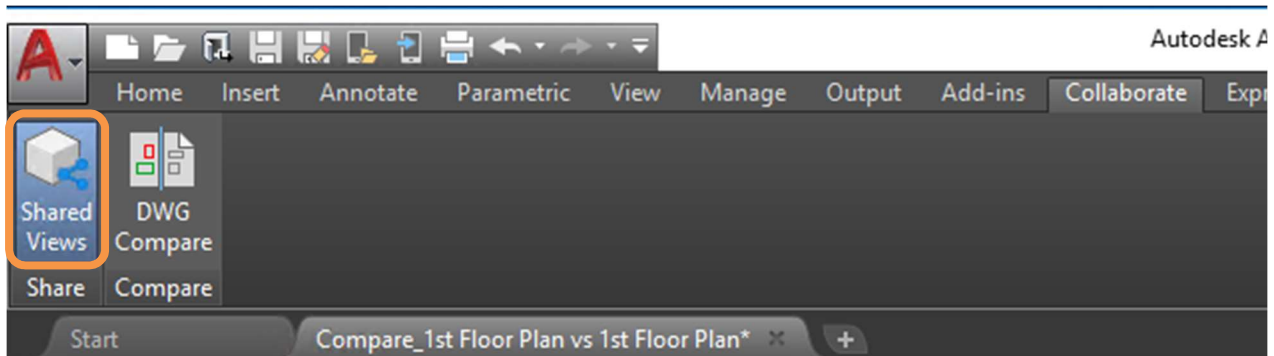 Autodesk A
Home Insert Annotate Parametric View Manage Output Add-ins Collaborate Expr
Shared Views
DWG Compare
Share Compare
Start Compare_1st Floor Plan vs 1st Floor Plan*